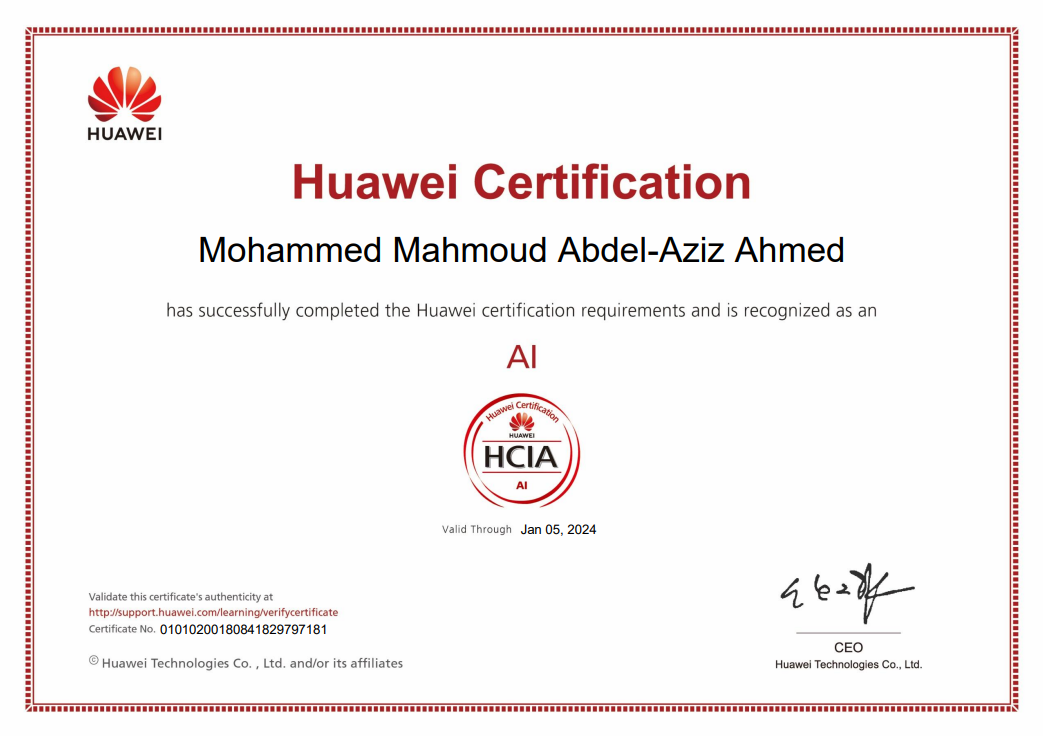 HUAWEI
Huawei Certification
Mohammed Mahmoud Abdel-Aziz Ahmed
has successfully completed the Huawei certification requirements and is recognized as an
AI
Huawei Certification
HUAWEI
HCIA
AI
Valid Through Jan 05, 2024
Validate this certificate's authenticity at
http://support.huawei.com/learning/verifycertificate
Certificate No. 01010200180841829797181
© Huawei Technologies Co. , Ltd. and/or its affiliates
CEO
Huawei Technologies Co., Ltd.